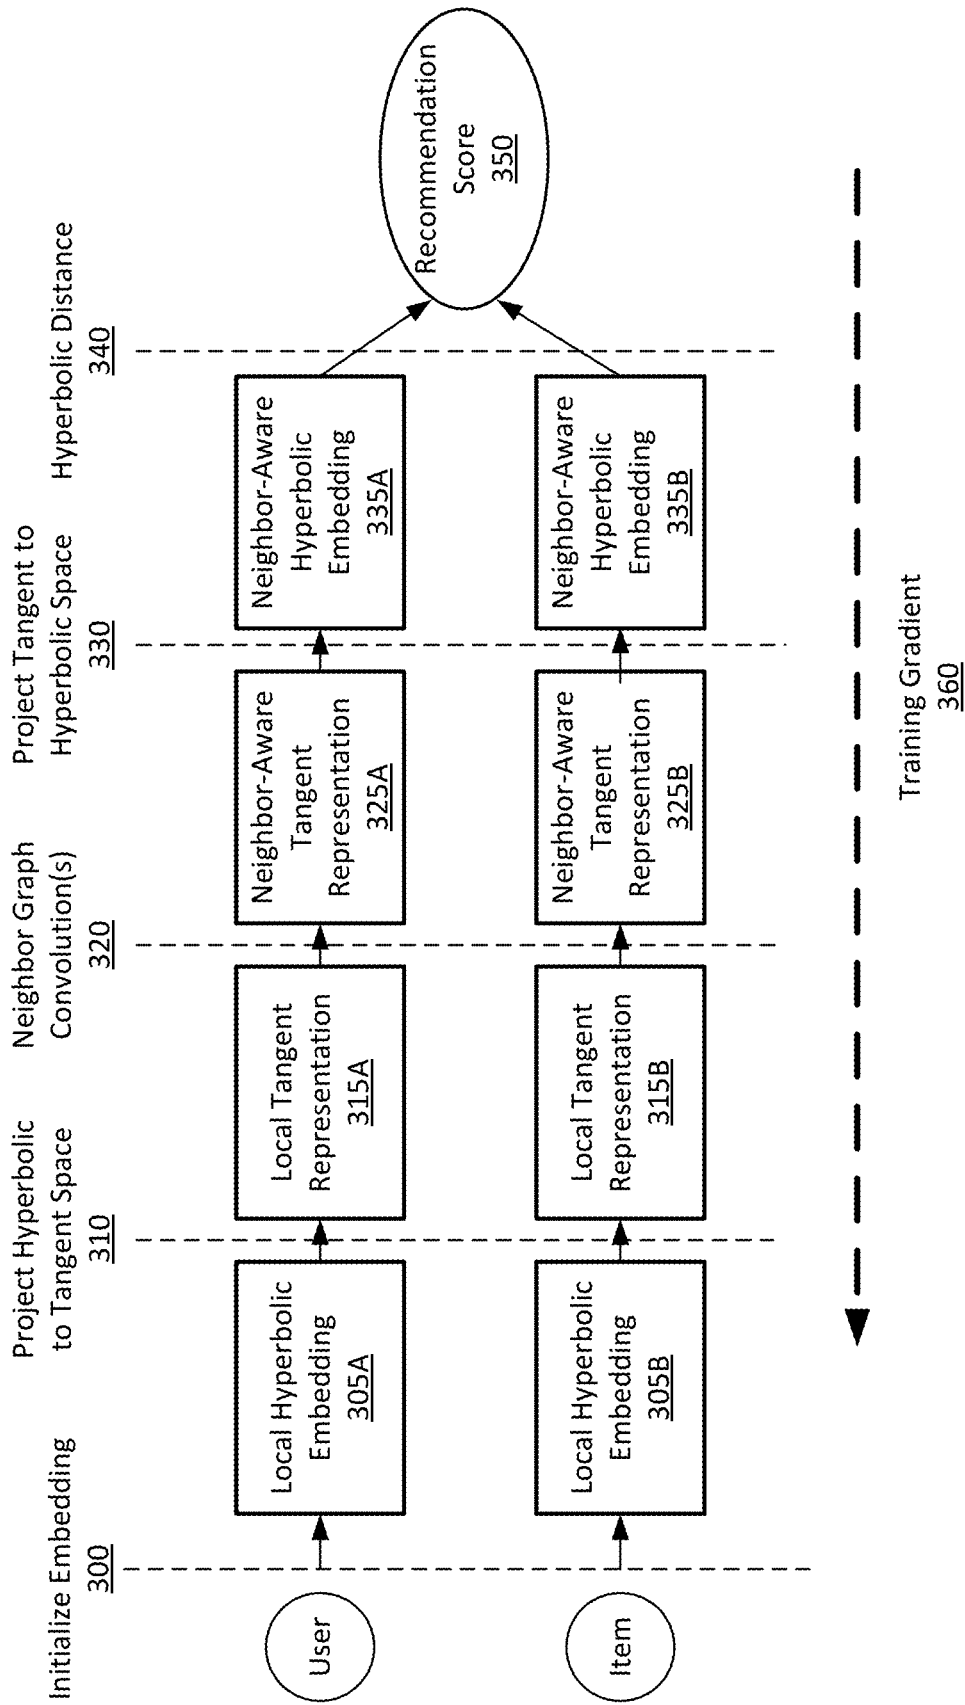 Initialize Embedding
300
Project Hyperbolic
to Tangent Space
310
Neighbor Graph
Convolution(s)
320
Project Tangent to
Hyperbolic Space
330
Hyperbolic Distance
340
User
Local Hyperbolic
Embedding
305A
Local Tangent
Representation
315A
Neighbor-Aware
Tangent
Representation
325A
Neighbor-Aware
Hyperbolic
Embedding
335A
Recommendation
Score
350
Item
Local Hyperbolic
Embedding
305B
Local Tangent
Representation
315B
Neighbor-Aware
Tangent
Representation
325B
Neighbor-Aware
Hyperbolic
Embedding
335B
Training Gradient
360